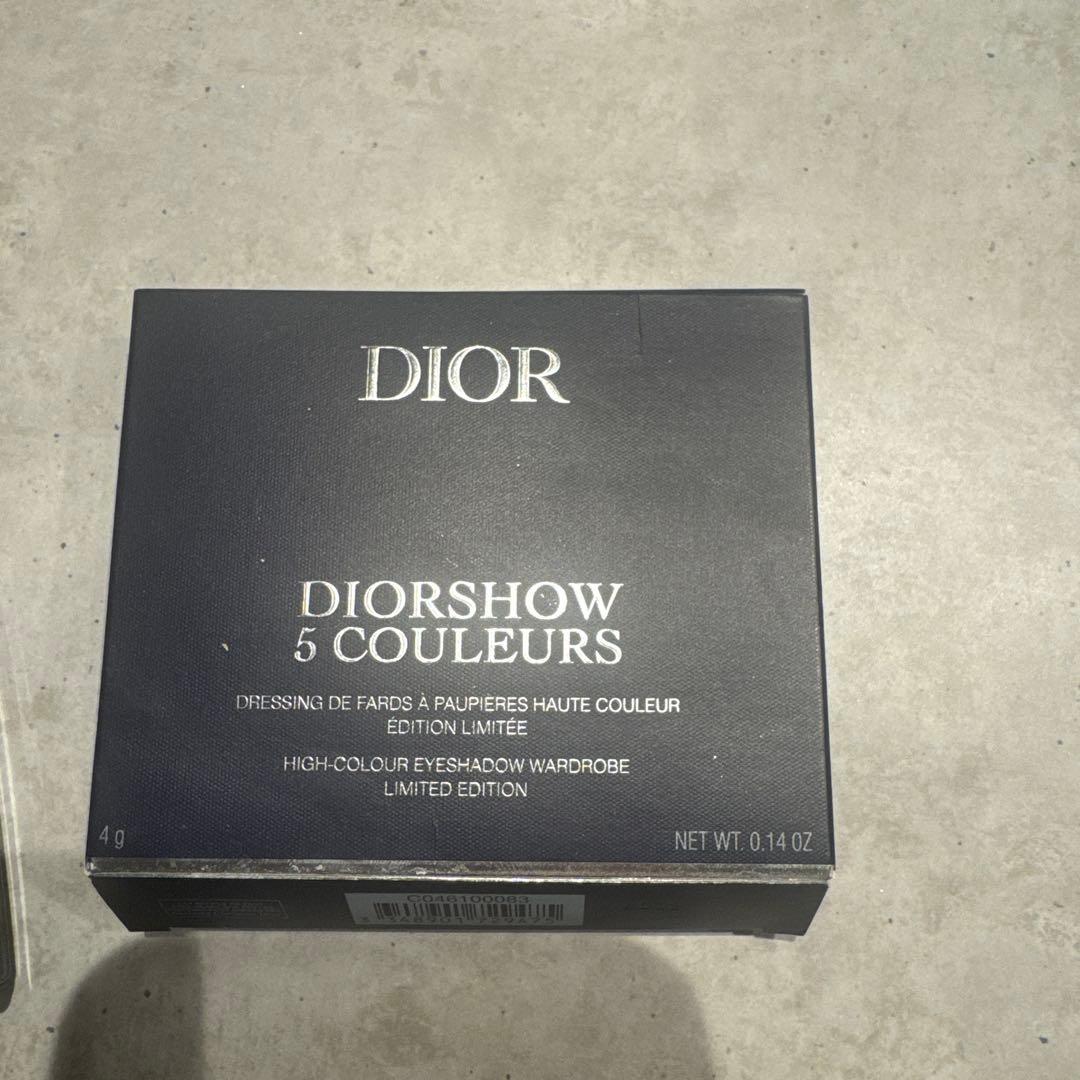 DIOR
DIORSHOW
5 COULEURS
DRESSING DE FARDS À PAUPIÈRES HAUTE COULEUR
ÉDITION LIMITÉE
HIGH-COLOUR EYESHADOW WARDROBE
LIMITED EDITION
4 g
NET WT. 0.14 OZ
C046100083